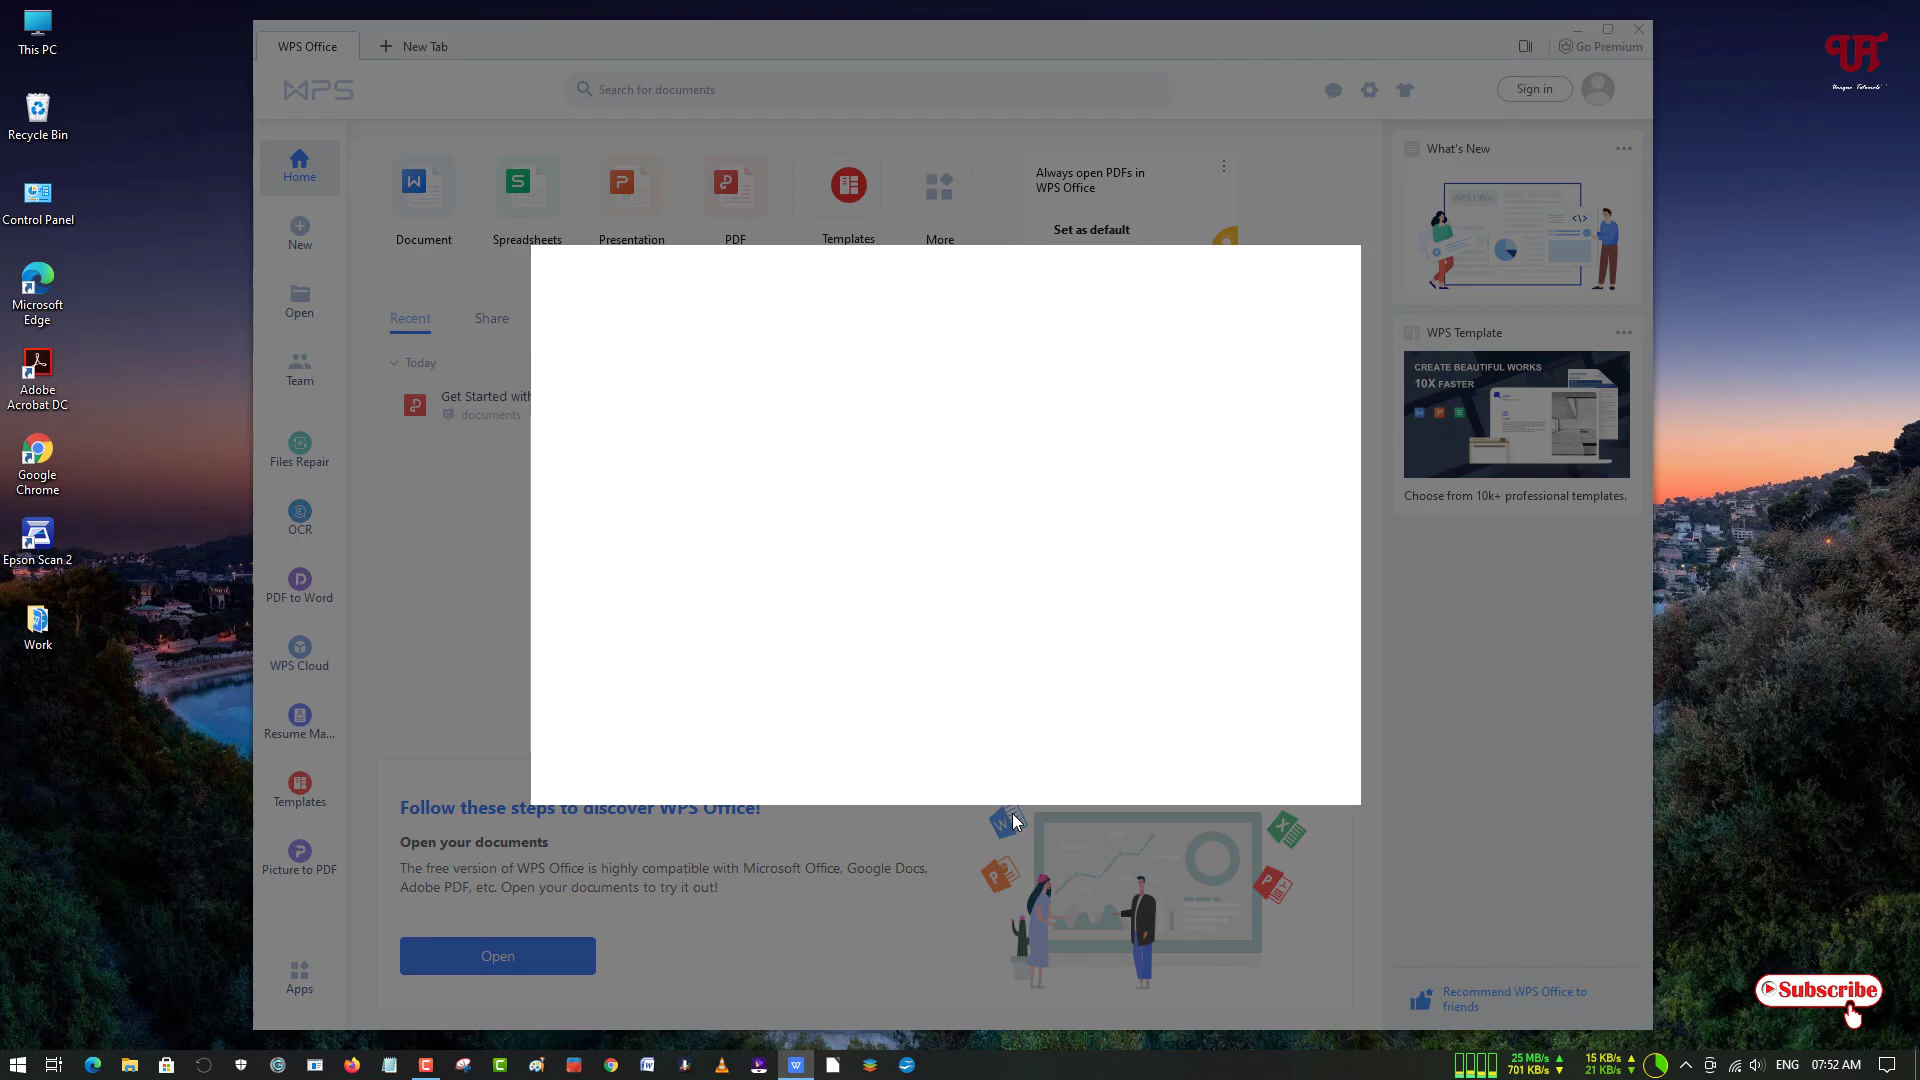 This PC
Recycle Bin
Control Panel
Microsoft
Edge
Adobe
Acrobat DC
Google
Chrome
Epson Scan 2
Work
WPS Office
New Tab
Go Premium
WPS
Search for documents
Sign in
Home
New
Open
Team
Files Repair
OCR
PDF to Word
WPS Cloud
Resume Ma...
Templates
Picture to PDF
Apps
Document
Spreadsheets
Presentation
PDF
Templates
More
Always open PDFs in
WPS Office
Set as default
Recent
Share
Today
Get Started with
documents
Follow these steps to discover WPS Office!
Open your documents
The free version of WPS Office is highly compatible with Microsoft Office, Google Docs,
Adobe PDF, etc. Open your documents to try it out!
Open
What's New
WPS Office
WPS Template
CREATE BEAUTIFUL WORKS
10X FASTER
Choose from 10k+ professional templates.
Recommend WPS Office to
friends
UT
Unique Tutorials
Subscribe
25 MB/s
701 KB/s
15 KB/s
21 KB/s
ENG
07:52 AM